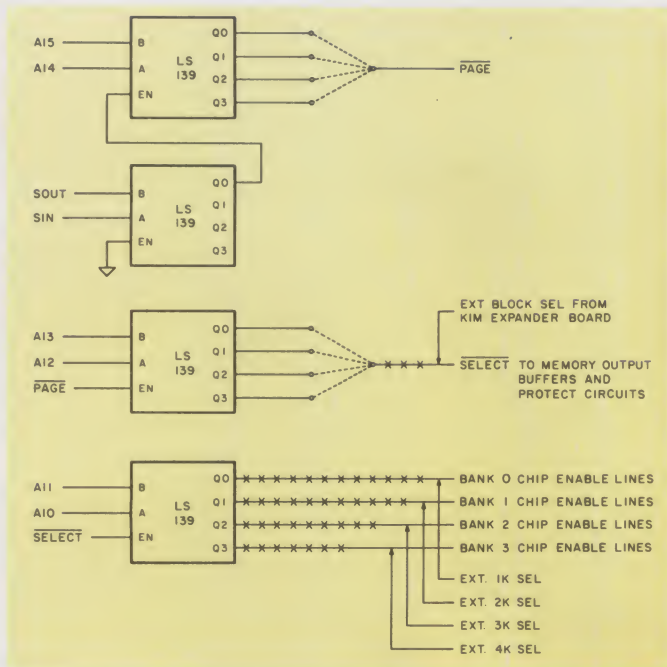 A15
A14
B
A
EN
LS
139
Q0
Q1
Q2
Q3
PAGE
SOUT
SIN
B
A
EN
LS
139
Q0
Q1
Q2
Q3
A13
A12
PAGE
B
A
EN
LS
139
Q0
Q1
Q2
Q3
EXT BLOCK SEL FROM
KIM EXPANDER BOARD
SELECT TO MEMORY OUTPUT
BUFFERS AND
PROTECT CIRCUITS
A11
A10
SELECT
B
A
EN
LS
139
Q0
Q1
Q2
Q3
BANK 0 CHIP ENABLE LINES
BANK 1 CHIP ENABLE LINES
BANK 2 CHIP ENABLE LINES
BANK 3 CHIP ENABLE LINES
EXT. 1K SEL
EXT. 2K SEL
EXT. 3K SEL
EXT. 4K SEL